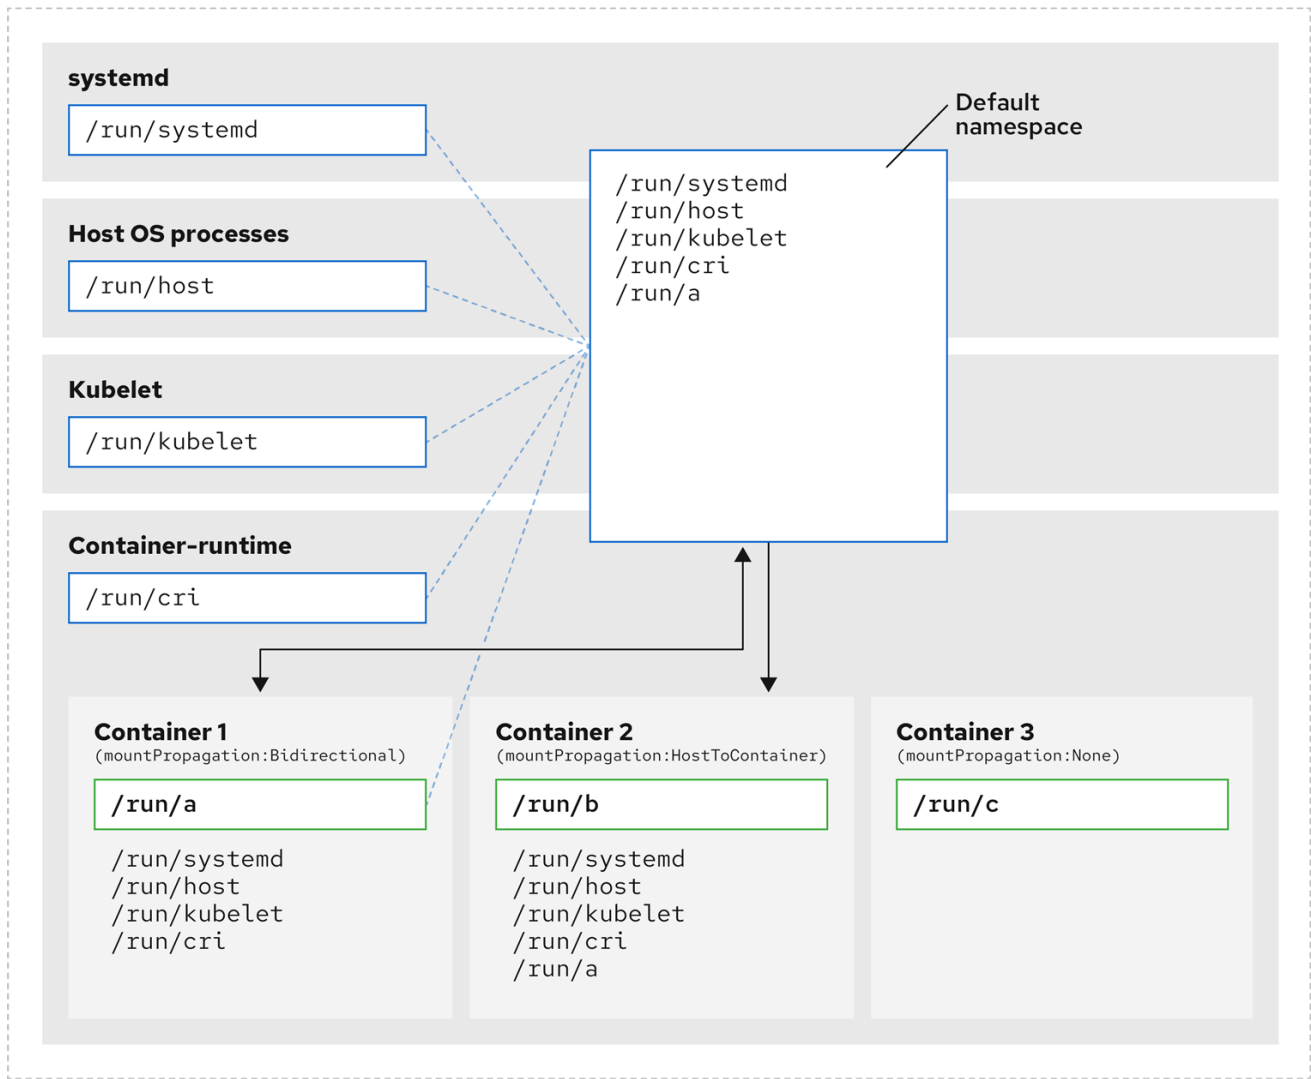 systemd
/run/systemd
Default
namespace
/run/systemd
/run/host
/run/kubelet
/run/cri
/run/a
Host OS processes
/run/host
Kubelet
/run/kubelet
Container-runtime
/run/cri
Container 1
(mountPropagation:Bidirectional)
/run/a
/run/systemd
/run/host
/run/kubelet
/run/cri
Container 2
(mountPropagation:HostToContainer)
/run/b
/run/systemd
/run/host
/run/kubelet
/run/cri
/run/a
Container 3
(mountPropagation:None)
/run/c